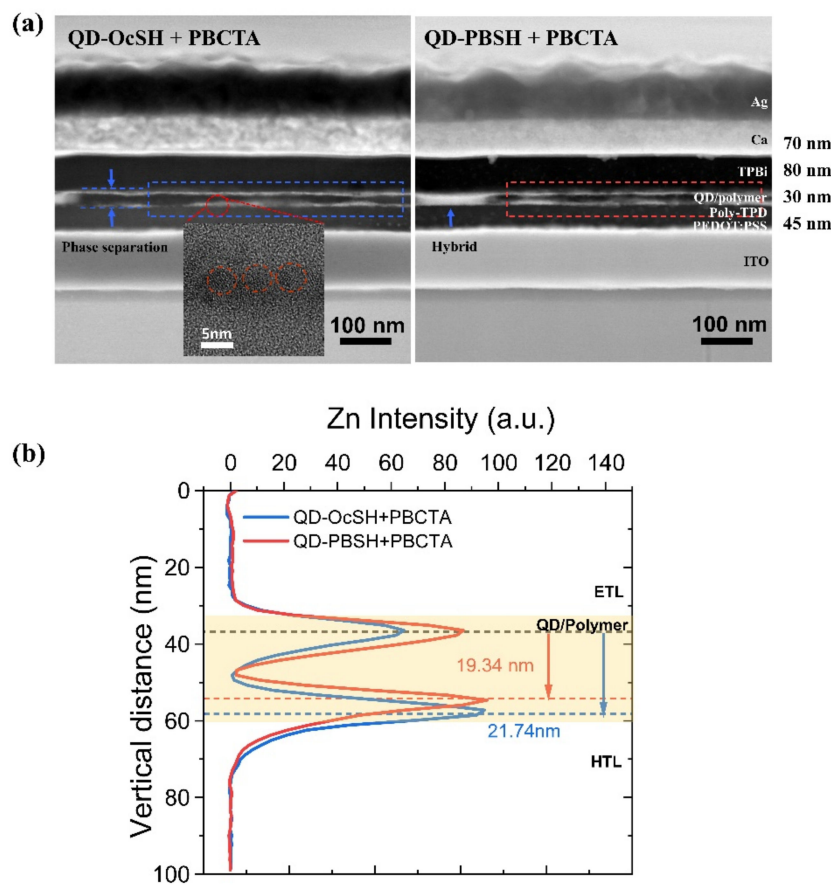 (a)
QD-OcSH + PBCTA
QD-PBSH + PBCTA
Ag
Ca
70 nm
TPBi
80 nm
QD/polymer
30 nm
Poly-TPD
PEDOT:PSS
45 nm
Phase separation
Hybrid
ITO
5nm
100 nm
100 nm
Zn Intensity (a.u.)
(b)
0 20 40 60 80 100 120 140
0
20
40
60
80
100
Vertical distance (nm)
QD-OcSH+PBCTA
QD-PBSH+PBCTA
ETL
QD/Polymer
19.34 nm
21.74nm
HTL